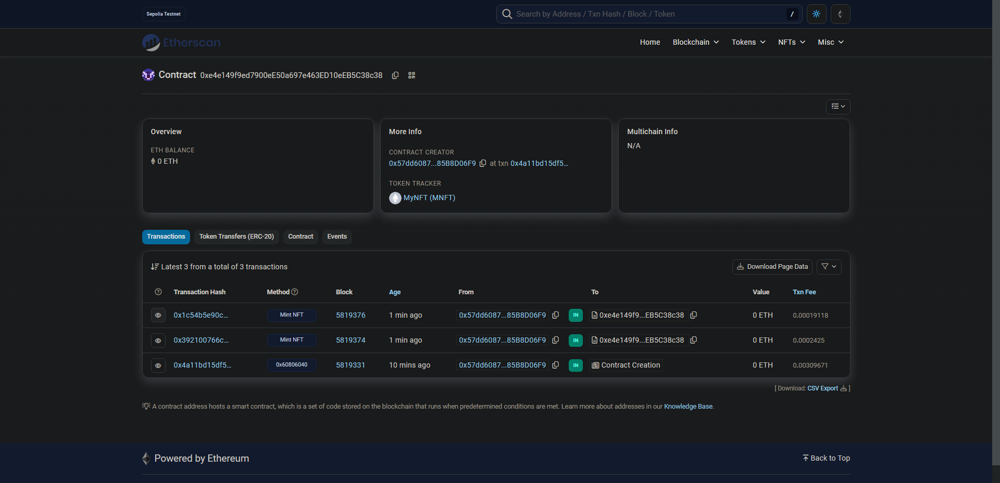 Sepolia Testnet
Search by Address / Txn Hash / Block / Token
/
Etherscan
Home Blockchain Tokens NFTs Misc
Contract 0xe4e149f9ed7900eE50a697e463ED10eEB5C38c38
Overview
ETH BALANCE
0 ETH
More Info
CONTRACT CREATOR
0x57dd6087...85B8D06F9 at txn 0x4a11bd15df5...
TOKEN TRACKER
MyNFT (MNFT)
Multichain Info
N/A
Transactions Token Transfers (ERC-20) Contract Events
Latest 3 from a total of 3 transactions
Download Page Data
Transaction Hash Method Block Age From To Value Txn Fee
0x1c54b5e90c... Mint NFT 5819376 1 min ago 0x57dd6087...85B8D06F9 IN 0xe4e149f9...EB5C38c38 0 ETH 0.00019118
0x392100766c... Mint NFT 5819374 1 min ago 0x57dd6087...85B8D06F9 IN 0xe4e149f9...EB5C38c38 0 ETH 0.0002425
0x4a11bd15df5... 0x60806040 5819331 10 mins ago 0x57dd6087...85B8D06F9 IN Contract Creation 0 ETH 0.00309671
[ Download: CSV Export ]
A contract address hosts a smart contract, which is a set of code stored on the blockchain that runs when predetermined conditions are met. Learn more about addresses in our Knowledge Base.
Powered by Ethereum
Back to Top